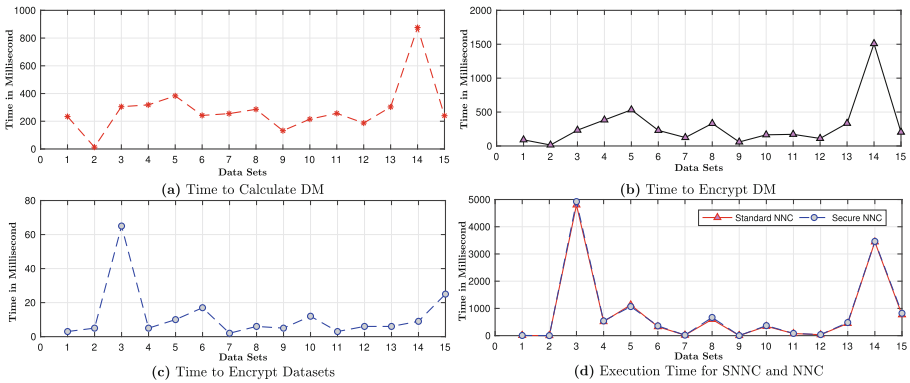 1000
800
600
400
200
0
Time in Millisecond
0 1 2 3 4 5 6 7 8 9 10 11 12 13 14 15
Data Sets
(a) Time to Calculate DM
2000
1500
1000
500
0
Time in Millisecond
0 1 2 3 4 5 6 7 8 9 10 11 12 13 14 15
Data Sets
(b) Time to Encrypt DM
80
60
40
20
0
Time in Millisecond
0 1 2 3 4 5 6 7 8 9 10 11 12 13 14 15
Data Sets
(c) Time to Encrypt Datasets
5000
4000
3000
2000
1000
0
Time in Millisecond
Standard NNC Secure NNC
0 1 2 3 4 5 6 7 8 9 10 11 12 13 14 15
Data Sets
(d) Execution Time for SNNC and NNC